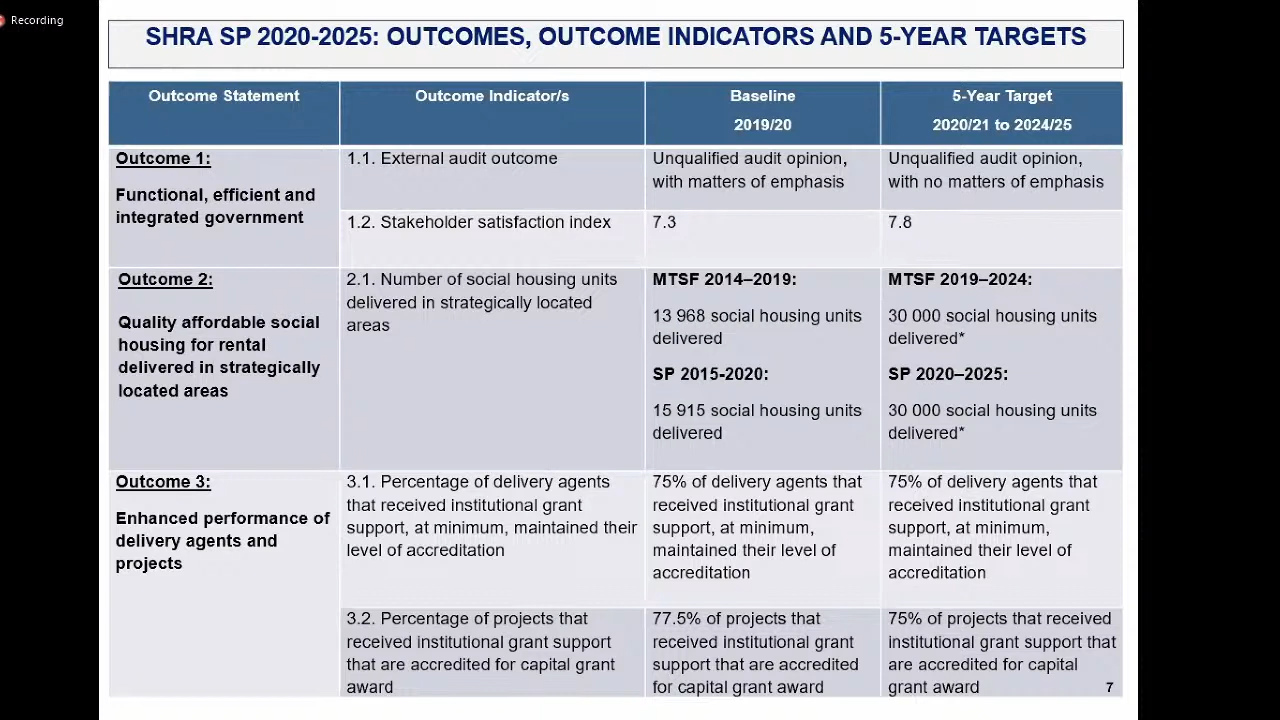 Recording
SHRA SP 2020-2025: OUTCOMES, OUTCOME INDICATORS AND 5-YEAR TARGETS
Outcome Statement
Outcome Indicator/s
Baseline
2019/20
5-Year Target
2020/21 to 2024/25
Outcome 1:
Functional, efficient and
integrated government
1.1. External audit outcome
Unqualified audit opinion,
with matters of emphasis
Unqualified audit opinion,
with no matters of emphasis
1.2. Stakeholder satisfaction index
7.3
7.8
Outcome 2:
Quality affordable social
housing for rental
delivered in strategically
located areas
2.1. Number of social housing units
delivered in strategically located
areas
MTSF 2014–2019:
13 968 social housing units
delivered
SP 2015-2020:
15 915 social housing units
delivered
MTSF 2019–2024:
30 000 social housing units
delivered*
SP 2020–2025:
30 000 social housing units
delivered*
Outcome 3:
Enhanced performance of
delivery agents and
projects
3.1. Percentage of delivery agents
that received institutional grant
support, at minimum, maintained their
level of accreditation
75% of delivery agents that
received institutional grant
support, at minimum,
maintained their level of
accreditation
75% of delivery agents that
received institutional grant
support, at minimum,
maintained their level of
accreditation
3.2. Percentage of projects that
received institutional grant support
that are accredited for capital grant
award
77.5% of projects that
received institutional grant
support that are accredited
for capital grant award
75% of projects that received
institutional grant support that
are accredited for capital
grant award
7